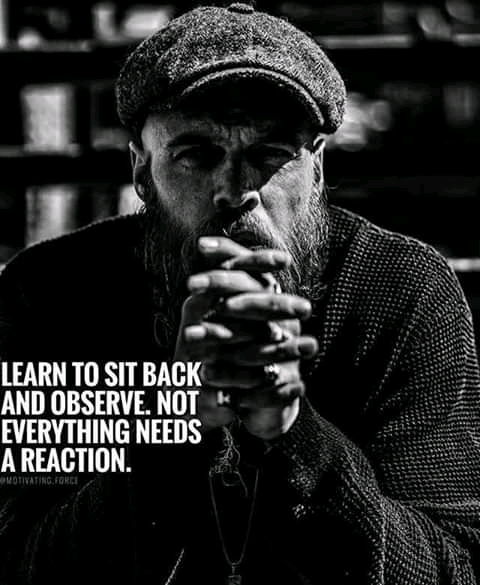 LEARN TO SIT BACK
AND OBSERVE. NOT
EVERYTHING NEEDS
A REACTION.
@MOTIVATING.FORCE